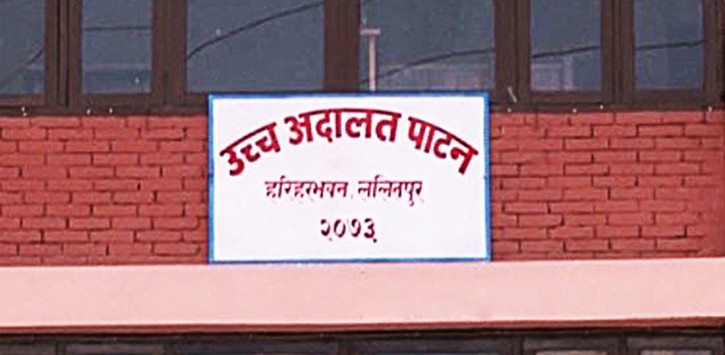 उच्च अदालत पाटन
हरिहरभवन, ललितपुर
२०७३